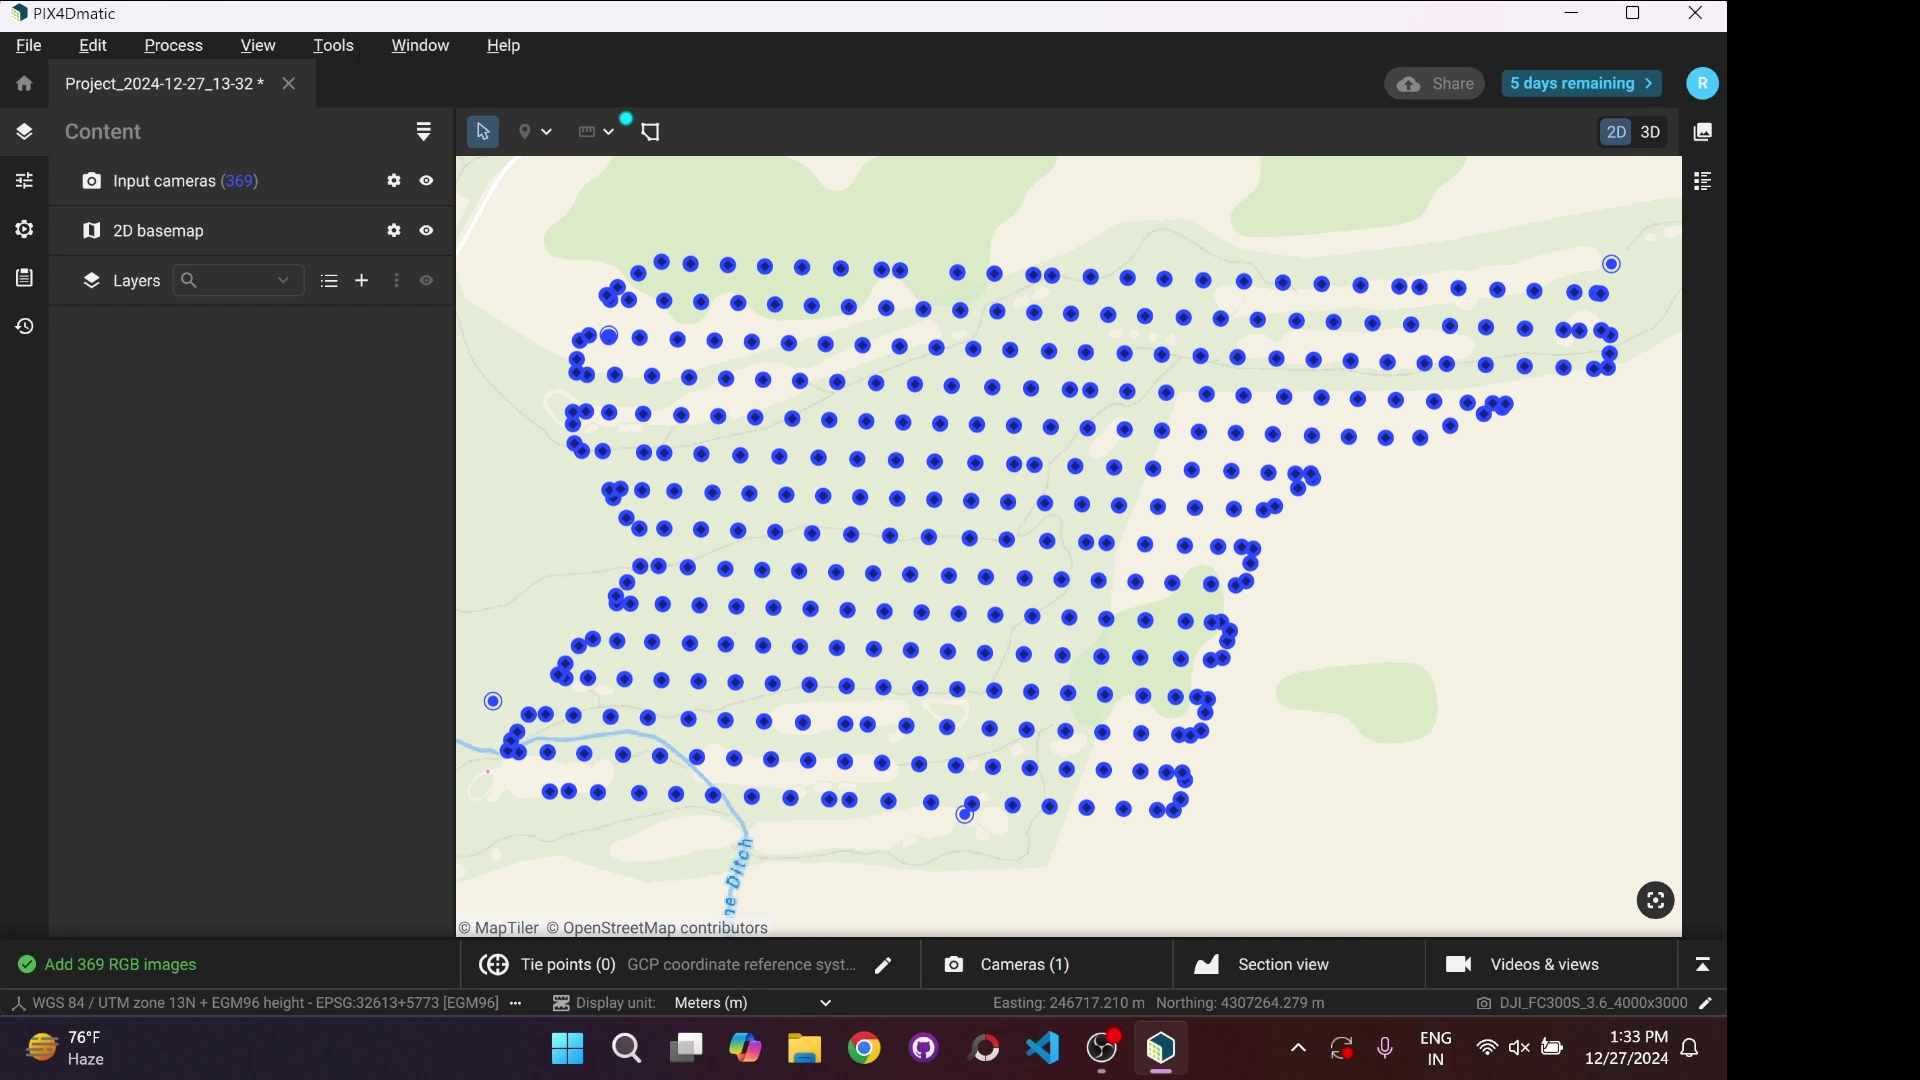 PIX4Dmatic
File Edit Process View Tools Window Help
Project_2024-12-27_13-32 *
Share
5 days remaining
R
Content
2D 3D
Input cameras (369)
2D basemap
Layers
ne Ditch
© MapTiler © OpenStreetMap contributors
Add 369 RGB images
Tie points (0) GCP coordinate reference syst...
Cameras (1)
Section view
Videos & views
WGS 84 / UTM zone 13N + EGM96 height - EPSG:32613+5773 [EGM96]
Display unit: Meters (m)
Easting: 246717.210 m Northing: 4307264.279 m
DJI_FC300S_3.6_4000x3000
76°F
Haze
ENG
IN
1:33 PM
12/27/2024